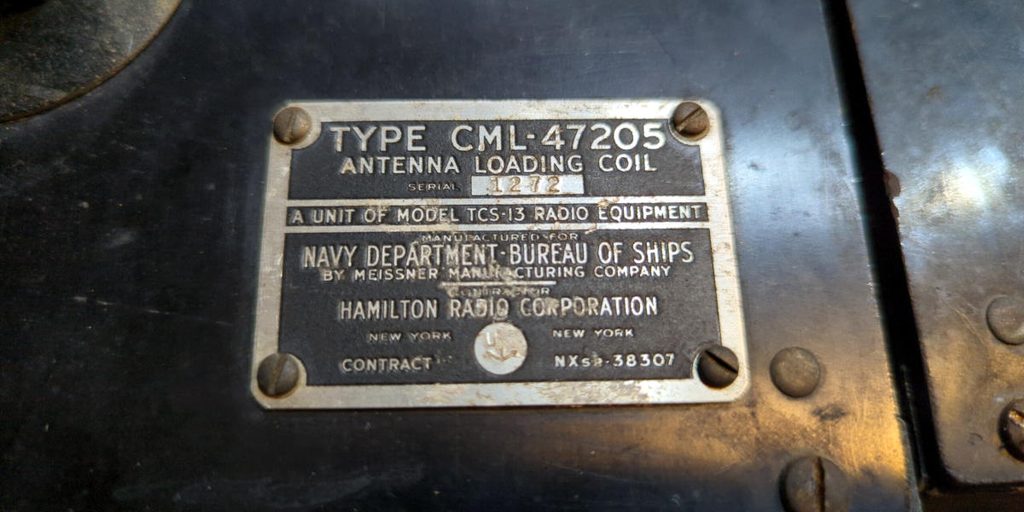 TYPE CML-47205
ANTENNA LOADING COIL
SERIAL 1272
A UNIT OF MODEL TCS-13 RADIO EQUIPMENT
MANUFACTURED FOR
NAVY DEPARTMENT-BUREAU OF SHIPS
BY MEISSNER MANUFACTURING COMPANY
CONTRACTOR
HAMILTON RADIO CORPORATION
NEW YORK NEW YORK
CONTRACT NXsa-38307